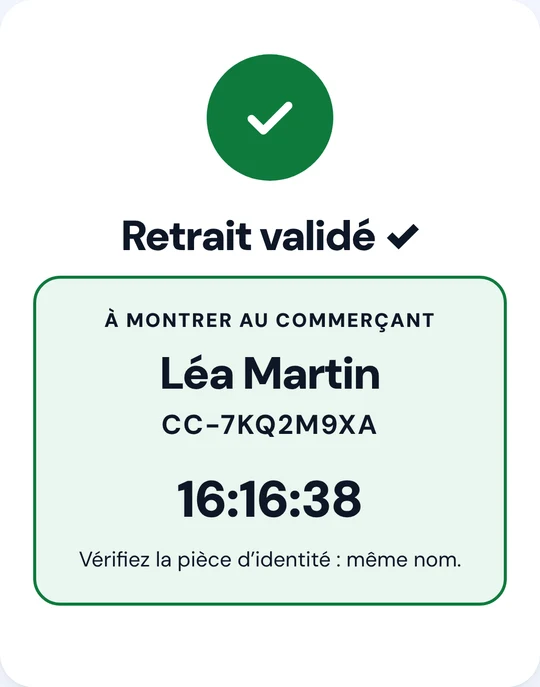 Retrait validé ✔
À MONTRER AU COMMERÇANT
Léa Martin
CC-7KQ2M9XA
16:16:38
Vérifiez la pièce d’identité : même nom.